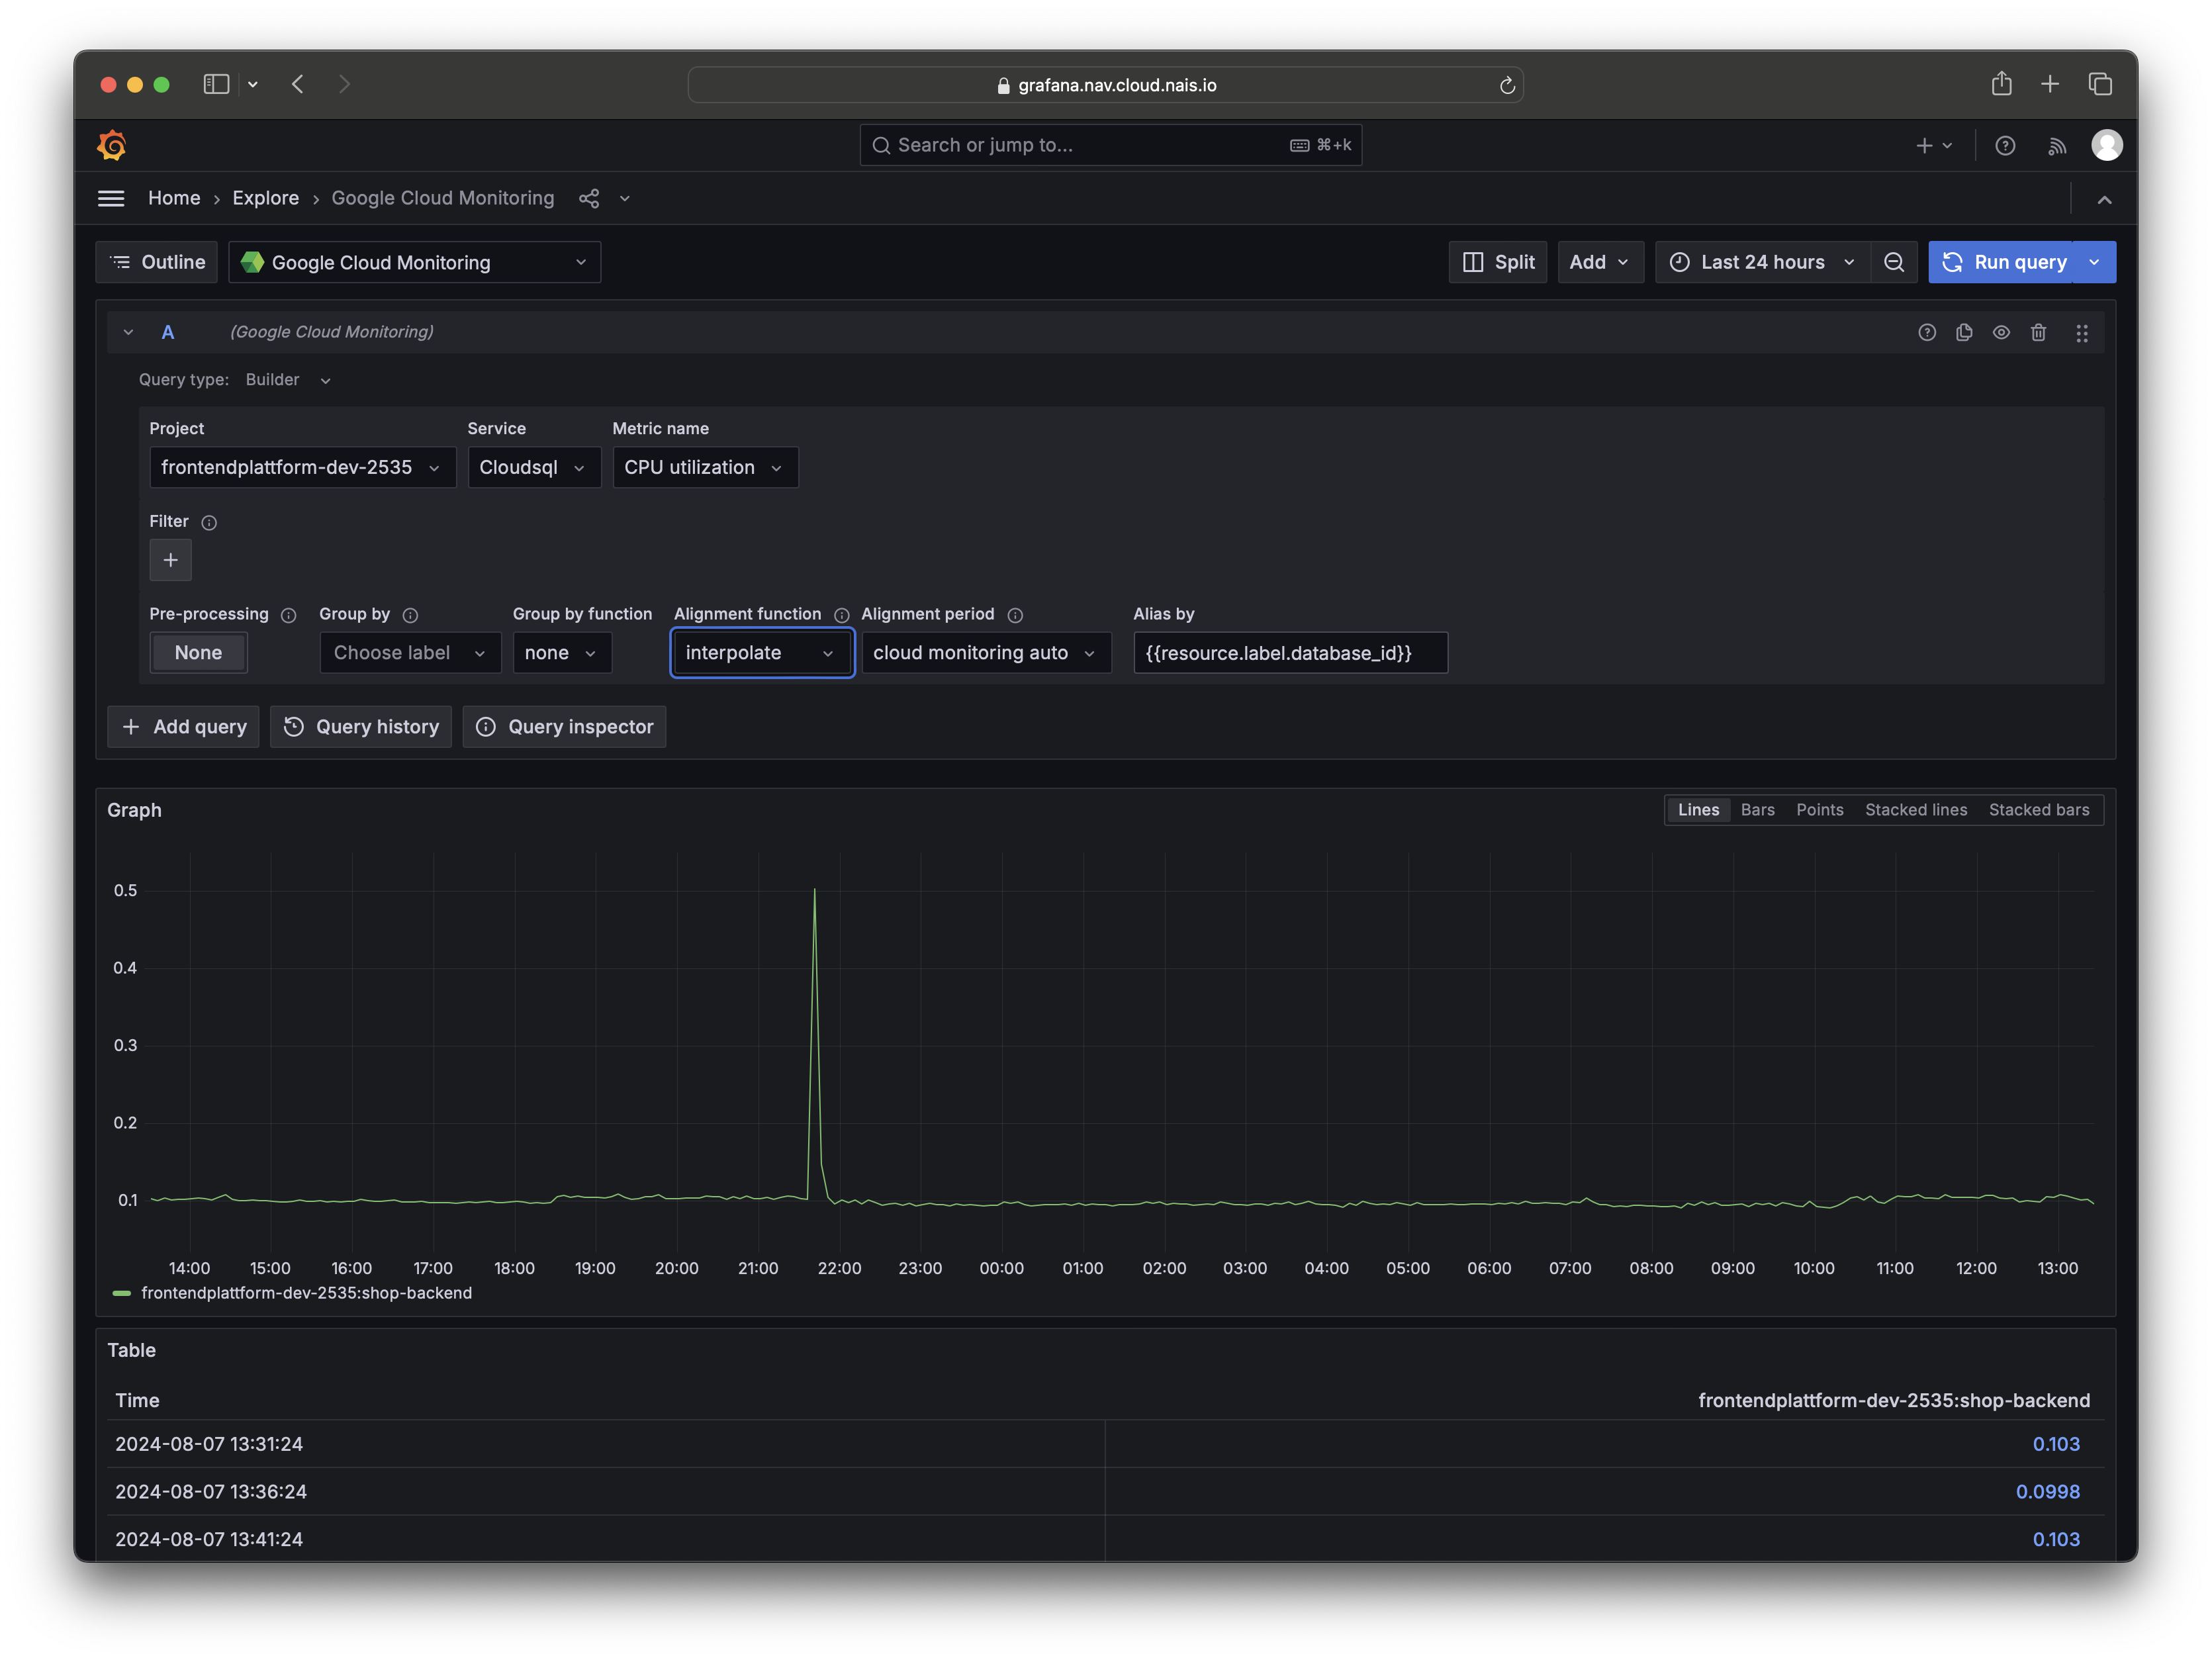 grafana.nav.cloud.nais.io
Search or jump to... ⌘+k
Home › Explore › Google Cloud Monitoring
Outline Google Cloud Monitoring Split Add Last 24 hours Run query
A (Google Cloud Monitoring)
Query type: Builder
Project Service Metric name
frontendplattform-dev-2535 Cloudsql CPU utilization
Filter
Pre-processing Group by Group by function Alignment function Alignment period Alias by
None Choose label none interpolate cloud monitoring auto {{resource.label.database_id}}
+ Add query Query history Query inspector
Graph Lines Bars Points Stacked lines Stacked bars
0.5
0.4
0.3
0.2
0.1
14:00 15:00 16:00 17:00 18:00 19:00 20:00 21:00 22:00 23:00 00:00 01:00 02:00 03:00 04:00 05:00 06:00 07:00 08:00 09:00 10:00 11:00 12:00 13:00
frontendplattform-dev-2535:shop-backend
Table
Time frontendplattform-dev-2535:shop-backend
2024-08-07 13:31:24 0.103
2024-08-07 13:36:24 0.0998
2024-08-07 13:41:24 0.103